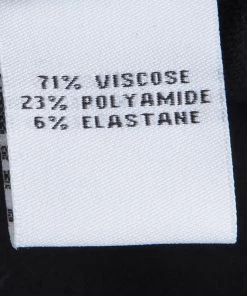 71% VISCOSE
23% POLYAMIDE
6% ELASTANE